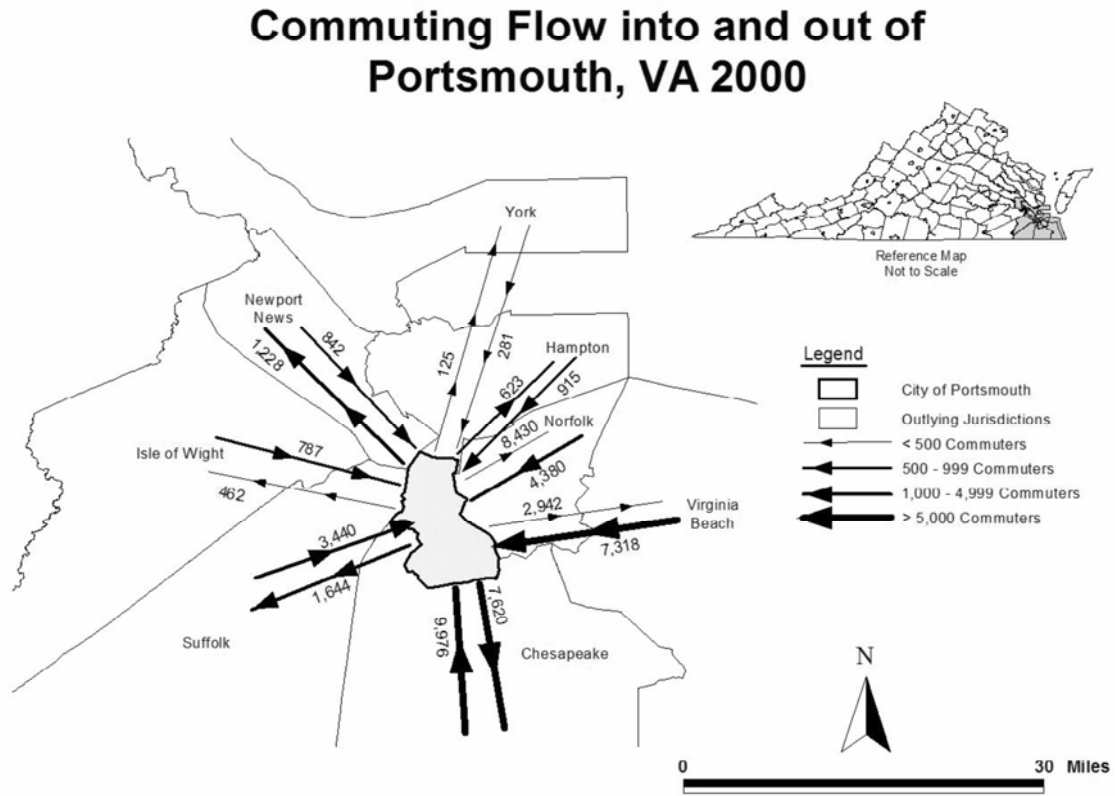 Commuting Flow into and out of
Portsmouth, VA 2000
York
Reference Map
Not to Scale
Newport
News
842
1,228
125
281
Hampton
623
915
Legend
City of Portsmouth
Outlying Jurisdictions
< 500 Commuters
500 - 999 Commuters
1,000 - 4,999 Commuters
> 5,000 Commuters
Norfolk
8,430
4,380
Isle of Wight
787
462
2,942
Virginia
Beach
7,318
3,440
1,644
Suffolk
7,620
9,976
Chesapeake
N
0 30 Miles